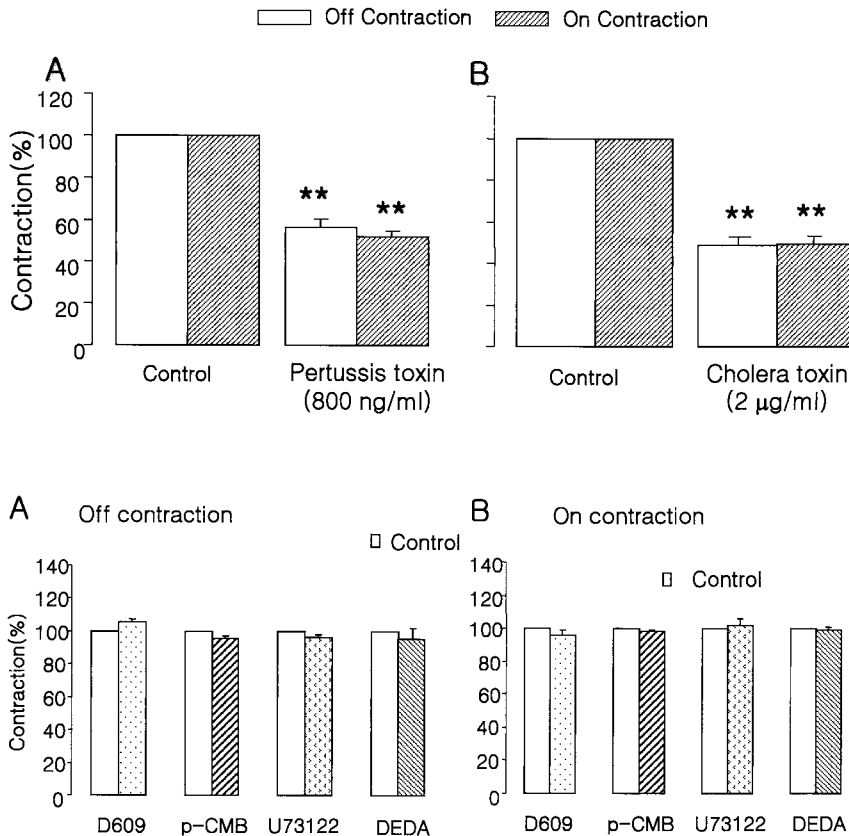 Off Contraction On Contraction
A
B
120
100
80
60
40
20
0
Contraction(%)
** **
** **
Control Pertussis toxin
(800 ng/ml)
Control Cholera toxin
(2 μg/ml)
A Off contraction
B On contraction
Control
Control
140
120
100
80
60
40
20
0
Contraction(%)
D609 p-CMB U73122 DEDA
140
120
100
80
60
40
20
0
D609 p-CMB U73122 DEDA